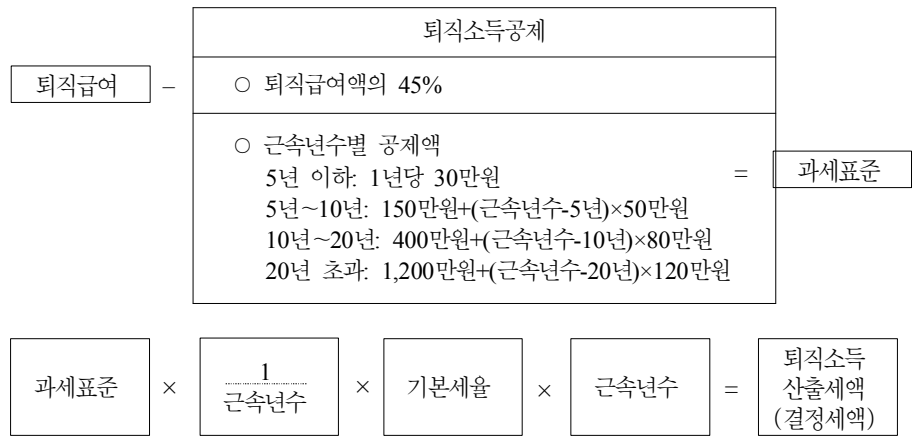 퇴직소득공제
퇴직급여 − ○ 퇴직급여액의 45%
○ 근속년수별 공제액
5년 이하: 1년당 30만원 = 과세표준
5년~10년: 150만원+(근속년수-5년)×50만원
10년~20년: 400만원+(근속년수-10년)×80만원
20년 초과: 1,200만원+(근속년수-20년)×120만원
과세표준 × 1 × 기본세율 × 근속년수 = 퇴직소득
근속년수 산출세액
(결정세액)